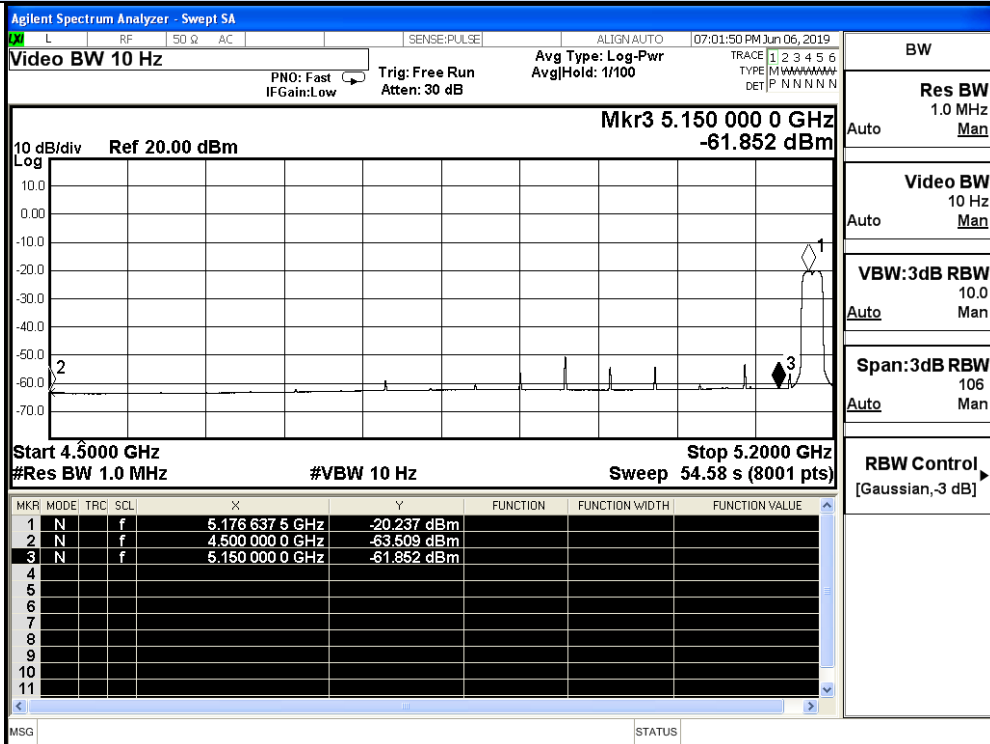 Agilent Spectrum Analyzer - Swept SA
LXI L RF 50 Ω AC SENSE:PULSE ALIGN AUTO 07:01:50 PM Jun 06, 2019
Video BW 10 Hz
PNO: Fast
IFGain:Low
Trig: Free Run
Atten: 30 dB
Avg Type: Log-Pwr
Avg|Hold: 1/100
TRACE 1 2 3 4 5 6
TYPE M
DET P N N N N N
Mkr3 5.150 000 0 GHz
-61.852 dBm
10 dB/div Ref 20.00 dBm
Log
10.0
0.00
-10.0
-20.0
-30.0
-40.0
-50.0
-60.0
-70.0
1
2
3
Start 4.5000 GHz Stop 5.2000 GHz
#Res BW 1.0 MHz #VBW 10 Hz Sweep 54.58 s (8001 pts)
MKR MODE TRC SCL X Y FUNCTION FUNCTION WIDTH FUNCTION VALUE
1 N f 5.176 637 5 GHz -20.237 dBm
2 N f 4.500 000 0 GHz -63.509 dBm
3 N f 5.150 000 0 GHz -61.852 dBm
4
5
6
7
8
9
10
11
MSG STATUS
BW
Res BW
1.0 MHz
Auto Man
Video BW
10 Hz
Auto Man
VBW:3dB RBW
10.0
Auto Man
Span:3dB RBW
106
Auto Man
RBW Control
[Gaussian,-3 dB]